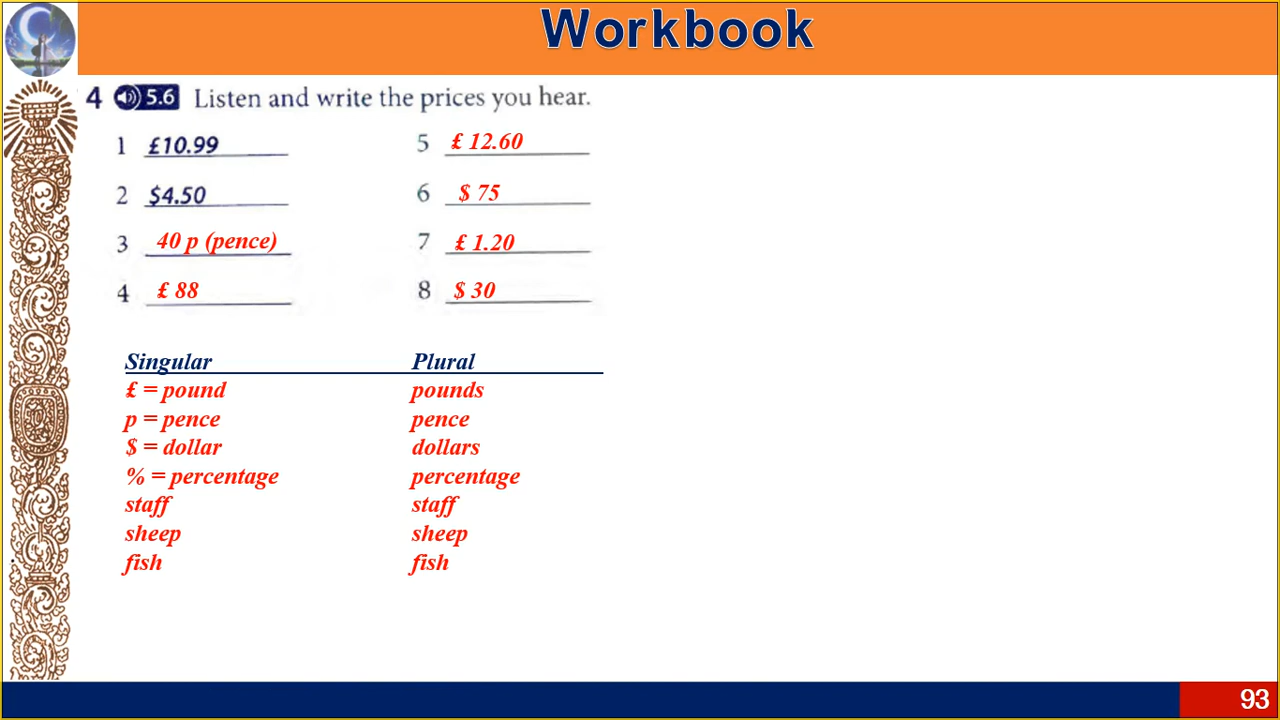 Workbook
4 5.6 Listen and write the prices you hear.
1 £10.99
2 $4.50
3 40 p (pence)
4 £ 88
5 £ 12.60
6 $ 75
7 £ 1.20
8 $ 30
Singular Plural
£ = pound pounds
p = pence pence
$ = dollar dollars
% = percentage percentage
staff staff
sheep sheep
fish fish
93